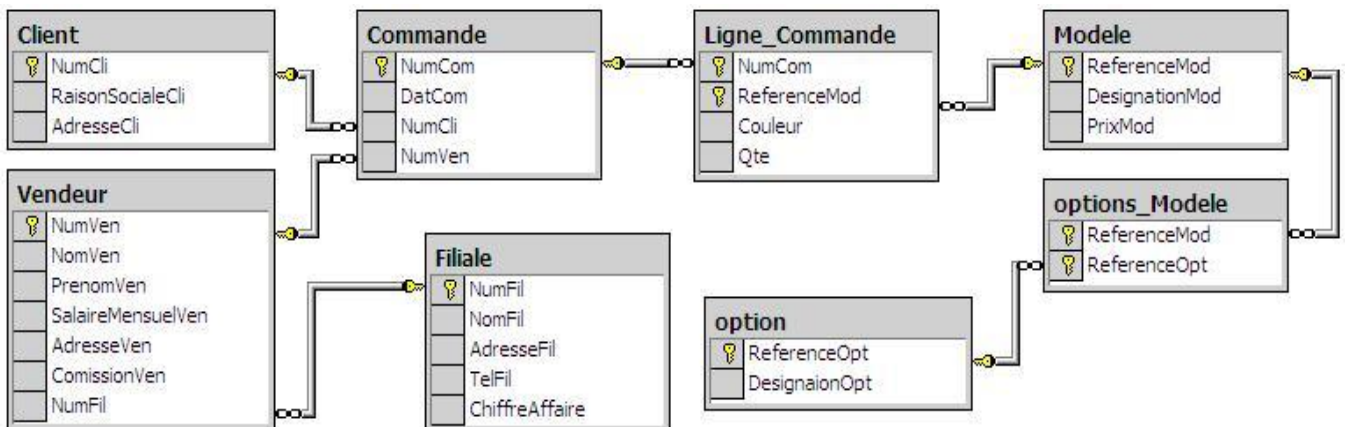 Client
NumCli
RaisonSocialeCli
AdresseCli
Commande
NumCom
DatCom
NumCli
NumVen
Ligne_Commande
NumCom
ReferenceMod
Couleur
Qte
Modele
ReferenceMod
DesignationMod
PrixMod
Vendeur
NumVen
NomVen
PrenomVen
SalaireMensuelVen
AdresseVen
ComissionVen
NumFil
Filiale
NumFil
NomFil
AdresseFil
TelFil
ChiffreAffaire
option
ReferenceOpt
DesignaionOpt
options_Modele
ReferenceMod
ReferenceOpt